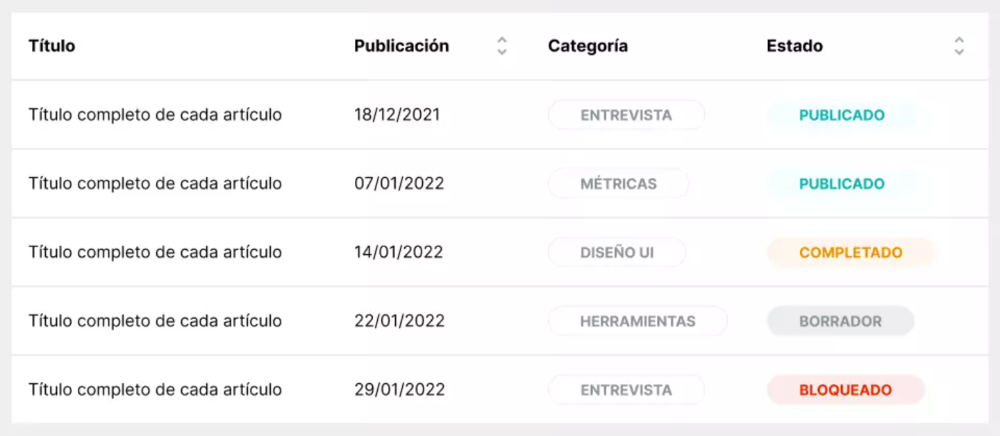 Título Publicación Categoría Estado
Título completo de cada artículo 18/12/2021 ENTREVISTA PUBLICADO
Título completo de cada artículo 07/01/2022 MÉTRICAS PUBLICADO
Título completo de cada artículo 14/01/2022 DISEÑO UI COMPLETADO
Título completo de cada artículo 22/01/2022 HERRAMIENTAS BORRADOR
Título completo de cada artículo 29/01/2022 ENTREVISTA BLOQUEADO